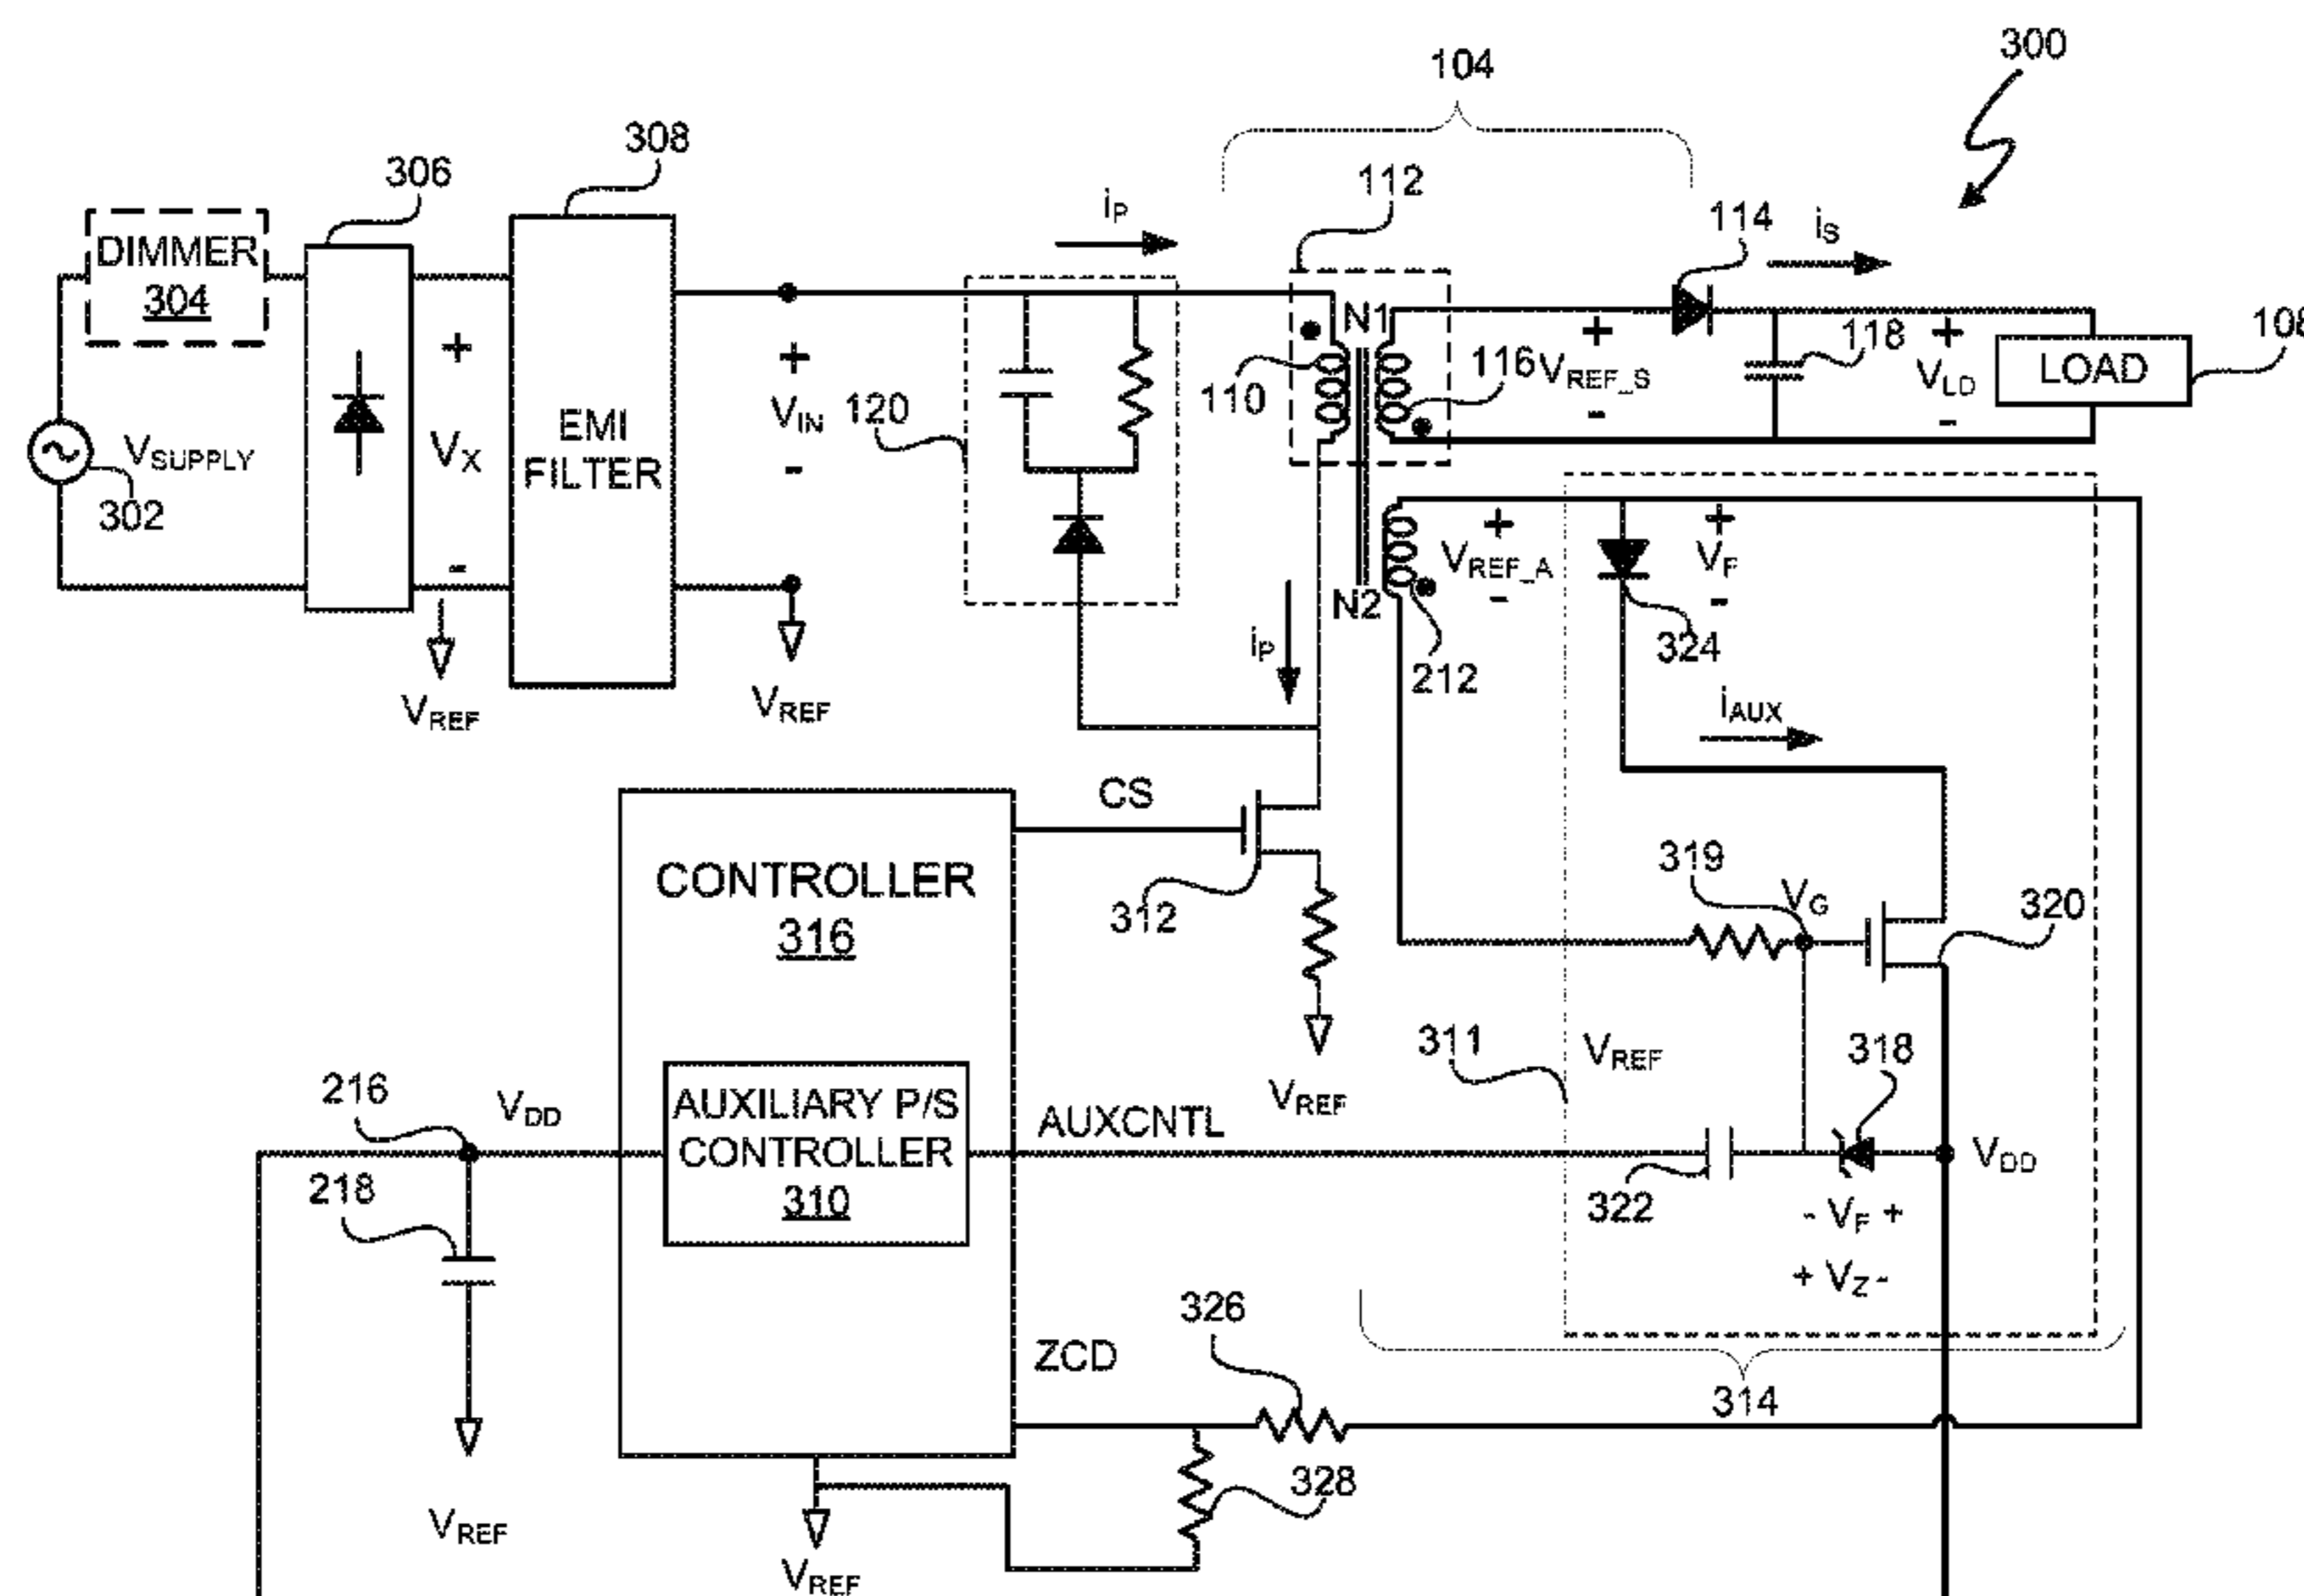 300
104
308
306
112
iP
114
iS
DIMMER
304
N1
108
+
+
+
+
118
LOAD
116
VREF_S
VLD
110
120
VIN
EMI
FILTER
VSUPPLY
VX
-
-
-
302
+
+
VREF_A
VF
-
-
-
N2
iP
324
212
VREF
VREF
iAUX
CS
319
CONTROLLER
316
VG
320
312
311
VREF
318
216
VDD
AUXILIARY P/S
CONTROLLER
310
AUXCNTL
VREF
VDD
218
322
- VF +
+ VZ -
326
ZCD
314
328
VREF
VREF